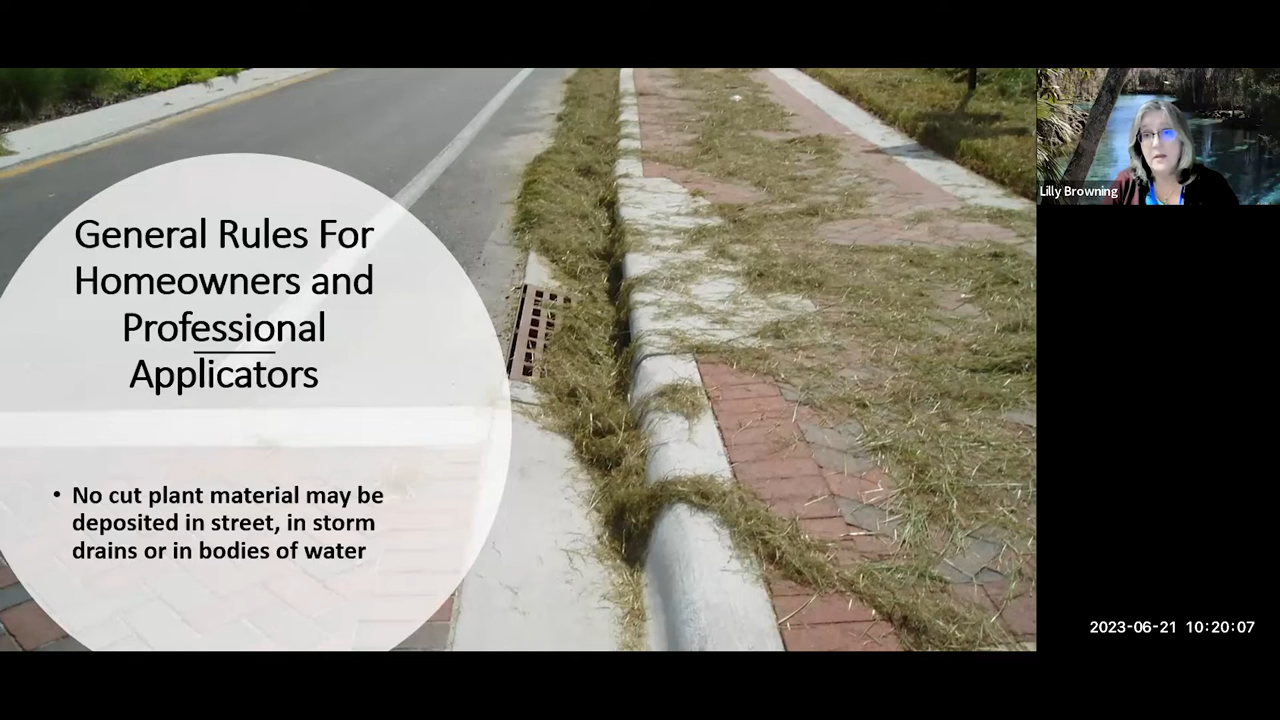 General Rules For
Homeowners and
Professional
Applicators
• No cut plant material may be
deposited in street, in storm
drains or in bodies of water
Lilly Browning
2023-06-21 10:20:07